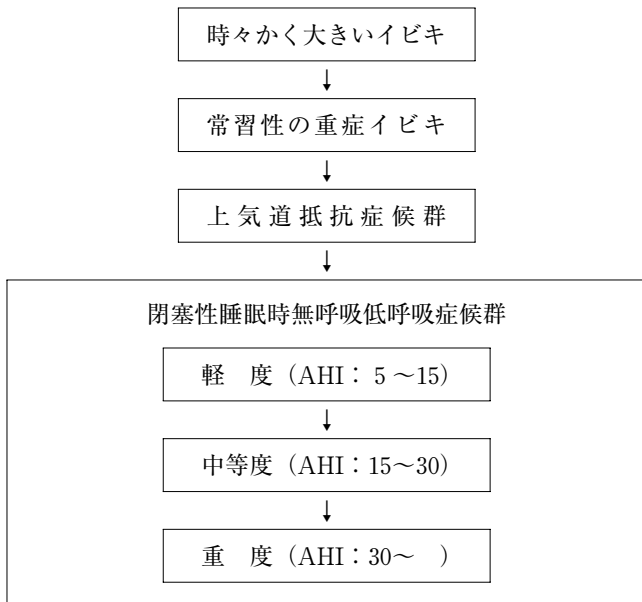 時々かく大きいイビキ
↓
常習性の重症イビキ
↓
上気道抵抗症候群
↓
閉塞性睡眠時無呼吸低呼吸症候群
軽　度（AHI：5～15）
↓
中等度（AHI：15～30）
↓
重　度（AHI：30～　）